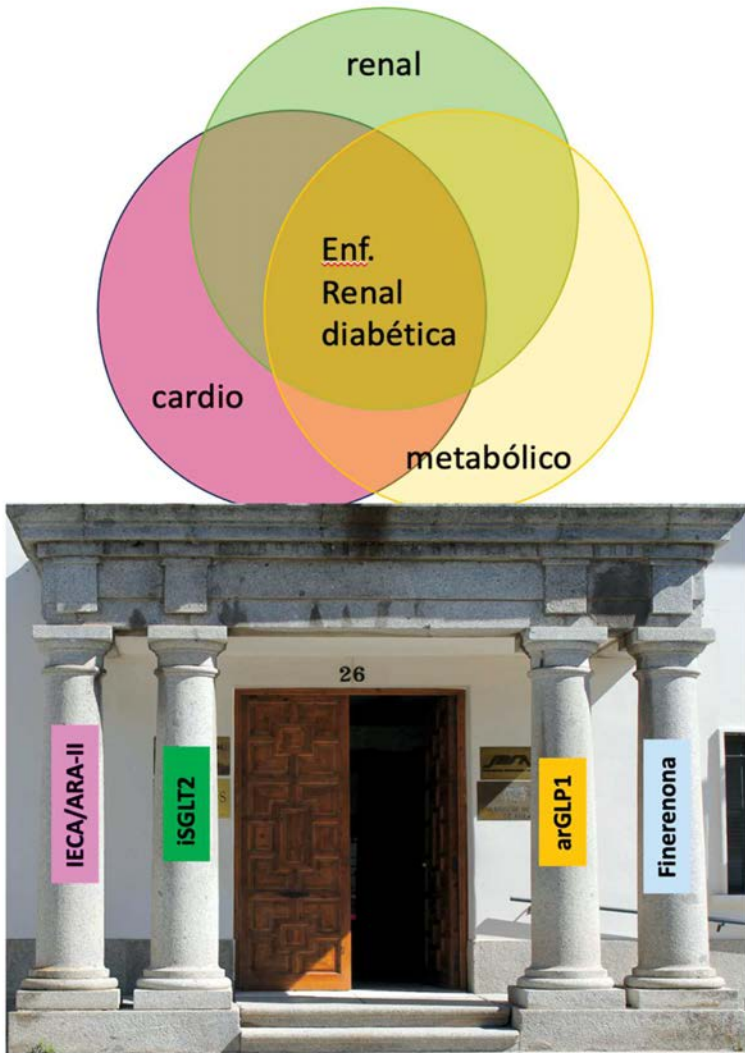 renal
Enf.
Renal
diabética
cardio
metabólico
26
IECA/ARA-II
iSGLT2
arGLP1
Finerenona